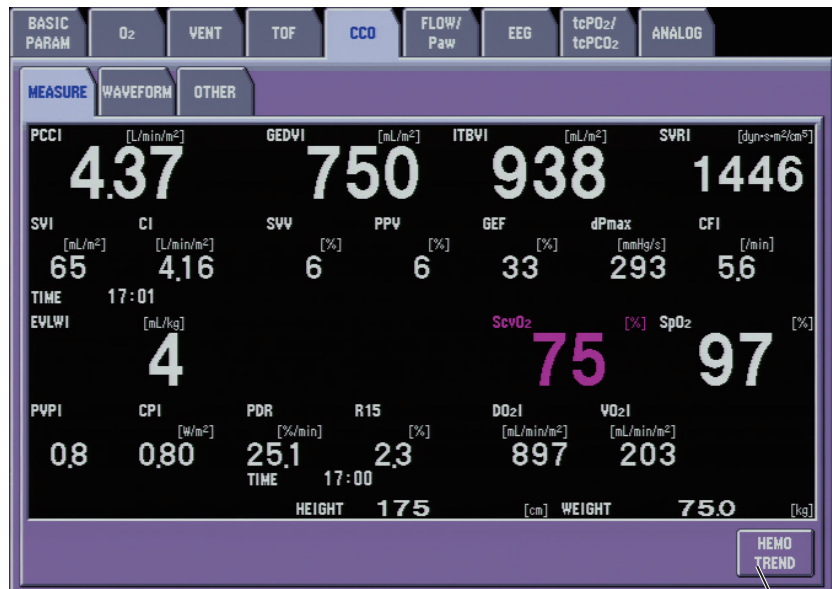 BASIC PARAM O2 VENT TOF CCO FLOW/ Paw EEG tcPO2/ tcPCO2 ANALOG
MEASURE WAVEFORM OTHER
PCCI [L/min/m²] GEDVI [mL/m²] ITBVI [mL/m²] SVRI [dyn•s•m²/cm⁵]
4.37 750 938 1446
SVI CI SVV PPV GEF dPmax CFI
[mL/m²] [L/min/m²] [%] [%] [%] [mmHg/s] [/min]
65 4.16 6 6 33 293 5.6
TIME 17:01
EVLWI [mL/kg] ScvO2 [%] SpO2 [%]
4 75 97
PVPI CPI PDR R15 DO2I VO2I
[W/m²] [%/min] [%] [mL/min/m²] [mL/min/m²]
0.8 0.80 25.1 2.3 897 203
TIME 17:00
HEIGHT 175 [cm] WEIGHT 75.0 [kg]
HEMO
TREND